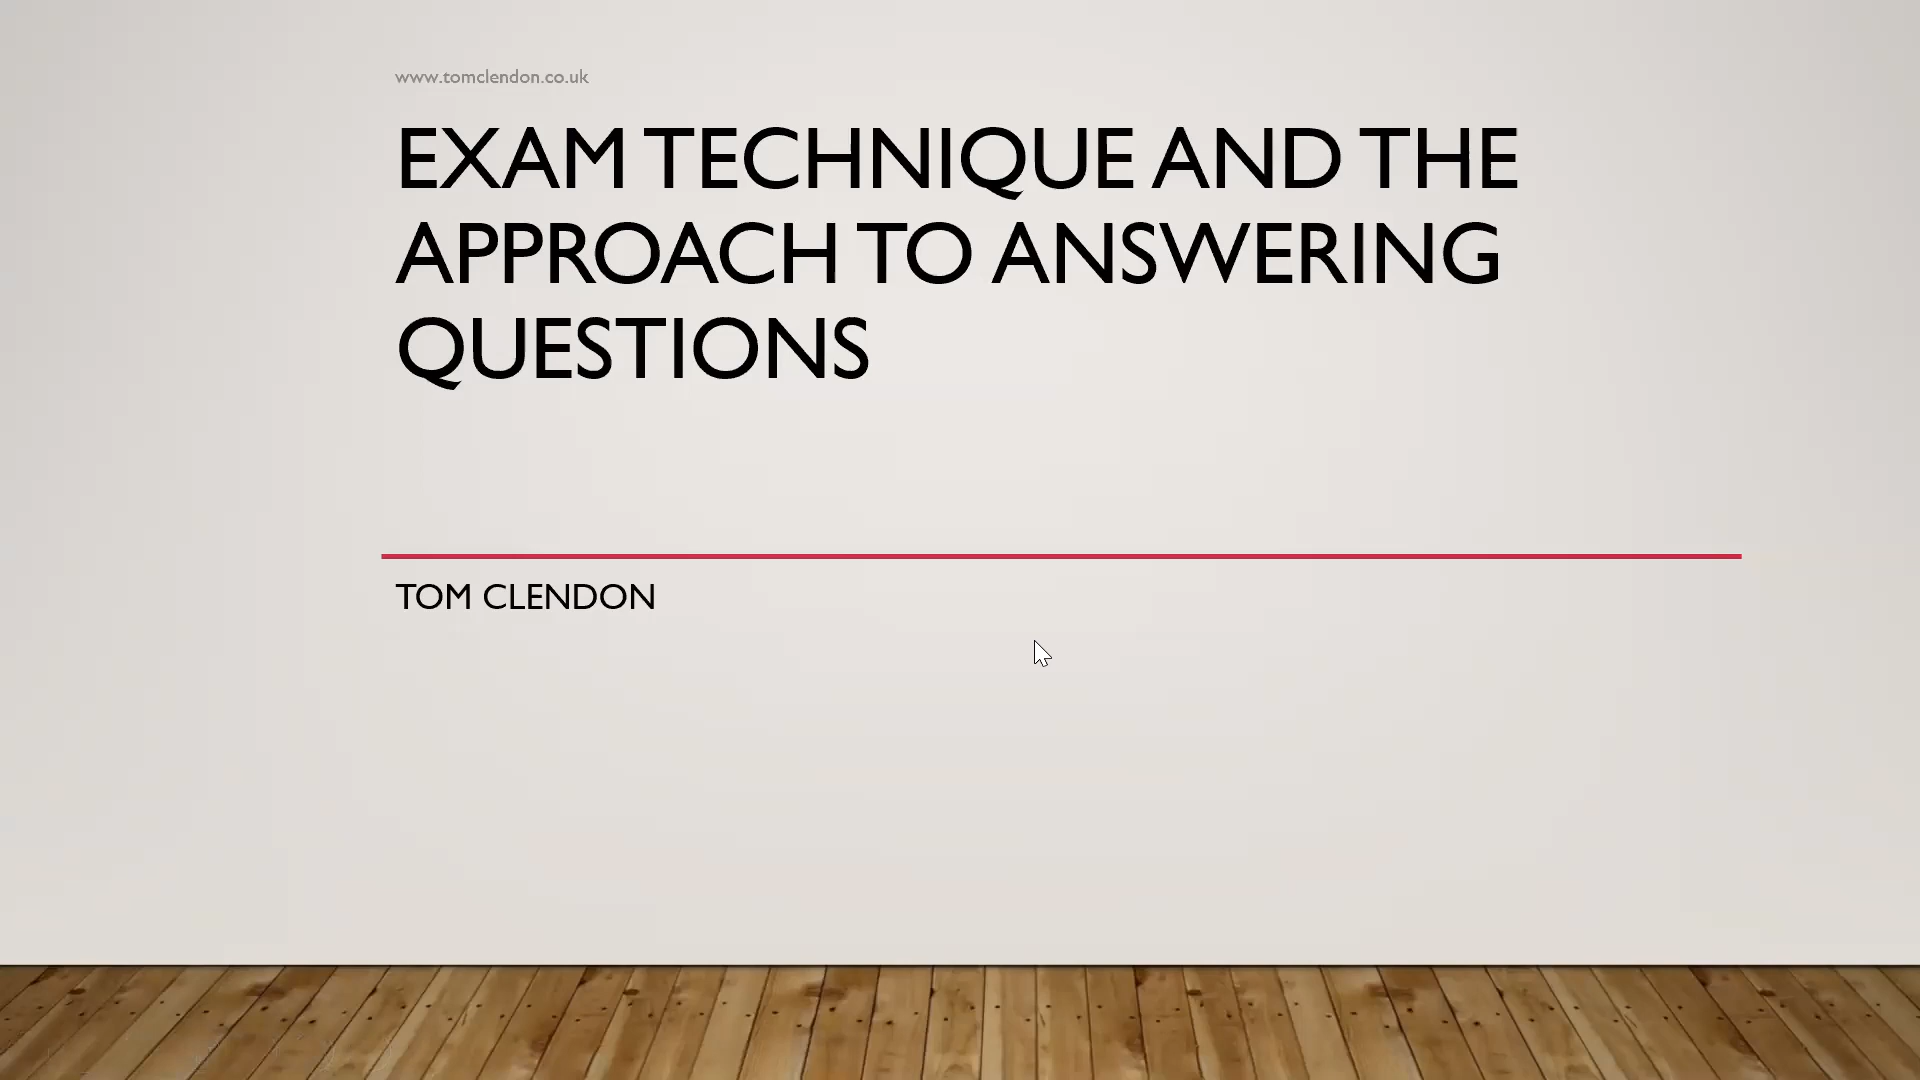 www.tomclendon.co.uk
EXAM TECHNIQUE AND THE
APPROACH TO ANSWERING
QUESTIONS
TOM CLENDON